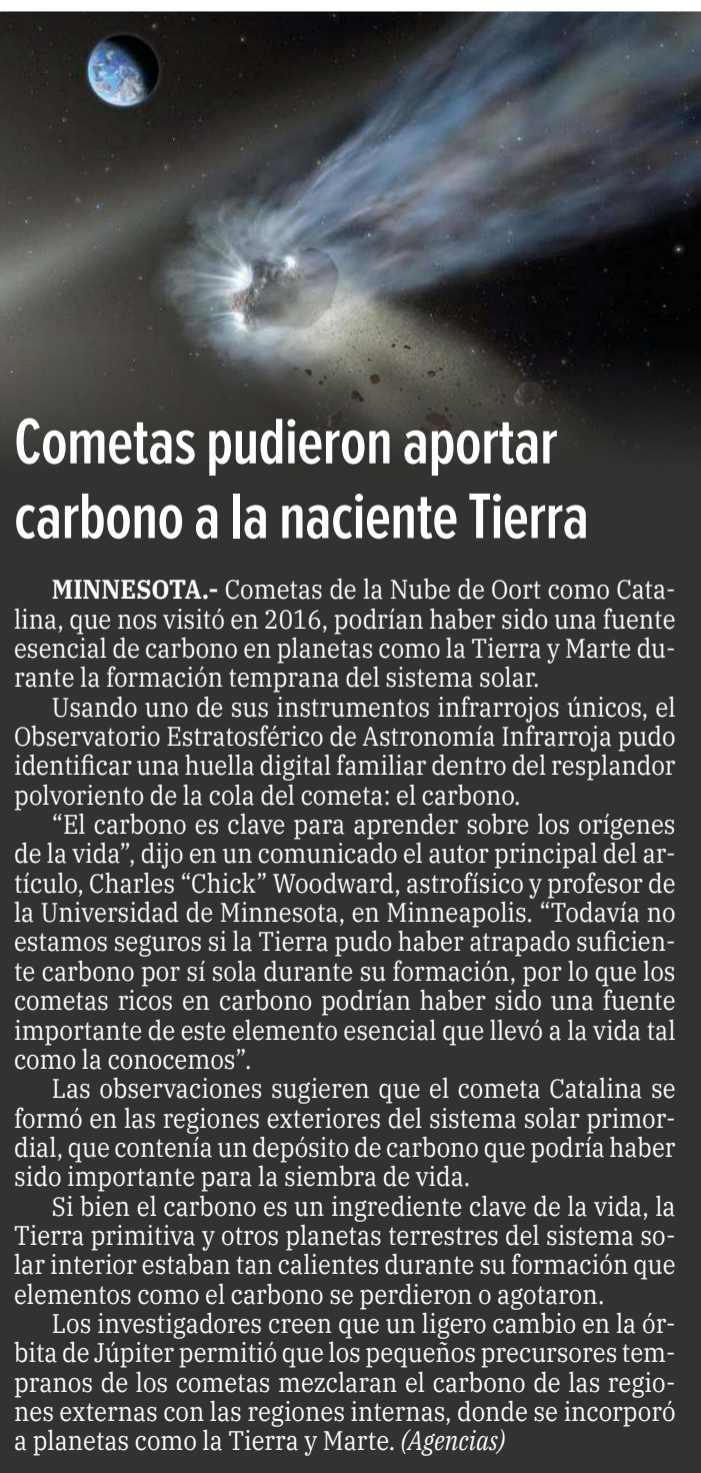 Cometas pudieron aportar
carbono a la naciente Tierra
MINNESOTA.- Cometas de la Nube de Oort como Cata-
lina, que nos visitó en 2016, podrían haber sido una fuente
esencial de carbono en planetas como la Tierra y Marte du-
rante la formación temprana del sistema solar.
Usando uno de sus instrumentos infrarrojos únicos, el
Observatorio Estratosférico de Astronomía Infrarroja pudo
identificar una huella digital familiar dentro del resplandor
polvoriento de la cola del cometa: el carbono.
“El carbono es clave para aprender sobre los orígenes
de la vida”, dijo en un comunicado el autor principal del ar-
tículo, Charles “Chick” Woodward, astrofísico y profesor de
la Universidad de Minnesota, en Minneapolis. “Todavía no
estamos seguros si la Tierra pudo haber atrapado suficien-
te carbono por sí sola durante su formación, por lo que los
cometas ricos en carbono podrían haber sido una fuente
importante de este elemento esencial que llevó a la vida tal
como la conocemos”.
Las observaciones sugieren que el cometa Catalina se
formó en las regiones exteriores del sistema solar primor-
dial, que contenía un depósito de carbono que podría haber
sido importante para la siembra de vida.
Si bien el carbono es un ingrediente clave de la vida, la
Tierra primitiva y otros planetas terrestres del sistema so-
lar interior estaban tan calientes durante su formación que
elementos como el carbono se perdieron o agotaron.
Los investigadores creen que un ligero cambio en la ór-
bita de Júpiter permitió que los pequeños precursores tem-
pranos de los cometas mezclaran el carbono de las regio-
nes externas con las regiones internas, donde se incorporó
a planetas como la Tierra y Marte. (Agencias)